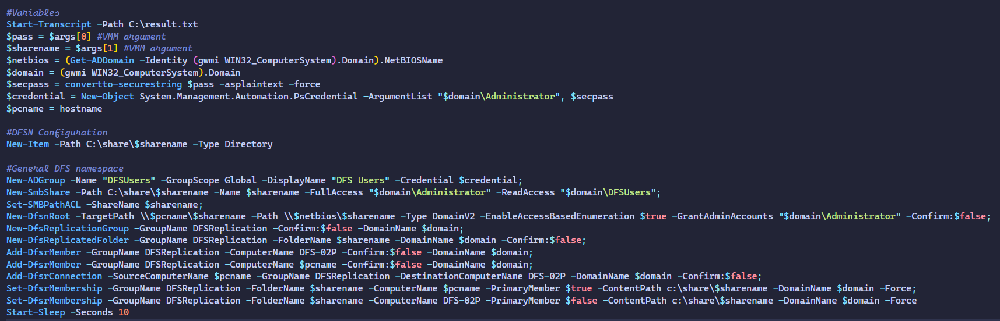 #Variables
Start-Transcript -Path C:\result.txt
$pass = $args[0] #VMM argument
$sharename = $args[1] #VMM argument
$netbios = (Get-ADDomain -Identity (gwmi WIN32_ComputerSystem).Domain).NetBIOSName
$domain = (gwmi WIN32_ComputerSystem).Domain
$secpass = convertto-securestring $pass -asplaintext -force
$credential = New-Object System.Management.Automation.PsCredential -ArgumentList "$domain\Administrator", $secpass
$pcname = hostname
#DFSN Configuration
New-Item -Path C:\share\$sharename -Type Directory
#General DFS namespace
New-ADGroup -Name "DFSUsers" -GroupScope Global -DisplayName "DFS Users" -Credential $credential;
New-SmbShare -Path C:\share\$sharename -Name $sharename -FullAccess "$domain\Administrator" -ReadAccess "$domain\DFSUsers";
Set-SMBPathACL -ShareName $sharename;
New-DfsnRoot -TargetPath \\$pcname\$sharename -Path \\$netbios\$sharename -Type DomainV2 -EnableAccessBasedEnumeration $true -GrantAdminAccounts "$domain\Administrator" -Confirm:$false;
New-DfsReplicationGroup -GroupName DFSReplication -Confirm:$false -DomainName $domain;
New-DfsReplicatedFolder -GroupName DFSReplication -FolderName $sharename -DomainName $domain -Confirm:$false;
Add-DfsrMember -GroupName DFSReplication -ComputerName DFS-02P -Confirm:$false -DomainName $domain;
Add-DfsrMember -GroupName DFSReplication -ComputerName $pcname -Confirm:$false -DomainName $domain;
Add-DfsrConnection -SourceComputerName $pcname -GroupName DFSReplication -DestinationComputerName DFS-02P -DomainName $domain -Confirm:$false;
Set-DfsrMembership -GroupName DFSReplication -FolderName $sharename -ComputerName $pcname -PrimaryMember $true -ContentPath c:\share\$sharename -DomainName $domain -Force;
Set-DfsrMembership -GroupName DFSReplication -FolderName $sharename -ComputerName DFS-02P -PrimaryMember $false -ContentPath c:\share\$sharename -DomainName $domain -Force
Start-Sleep -Seconds 10